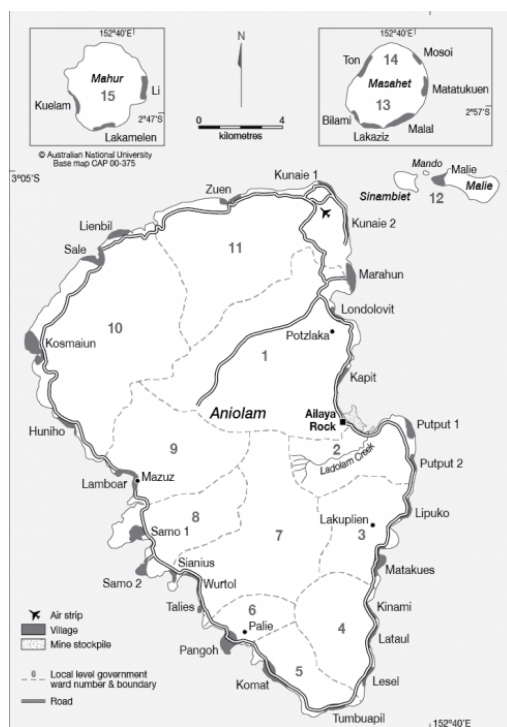 152°40'E
Mahur
15
Li
Kuelam
2°47'S
Lakamelen
© Australian National University
Base map CAP 00-375
N
0 4
kilometres
152°40'E
Ton
14
Mosoi
Masahet
Matatukuen
13
2°57'S
Bilami
Lakaziz
Malal
3°05'S
Kunaie 1
Zuen
Mando
Malie
Sinambiet
12
Malie
Kunaie 2
Lienbil
Sale
11
Marahun
Londolovit
10
Potzlaka
1
Kosmaiun
Kapit
Aniolam
Ailaya
Rock
Putput 1
Huniho
2
Ladolam Creek
9
Putput 2
Lamboar
Mazuz
8
7
Lipuko
Lakuplien
3
Samo 1
Sianius
Matakues
Samo 2
Wurtol
Kinami
Talies
6
Palie
4
Lataul
Pangoh
5
Komat
Lesel
Tumbuapil
152°40'E
Air strip
Village
Mine stockpile
6 Local level government
ward number & boundary
Road